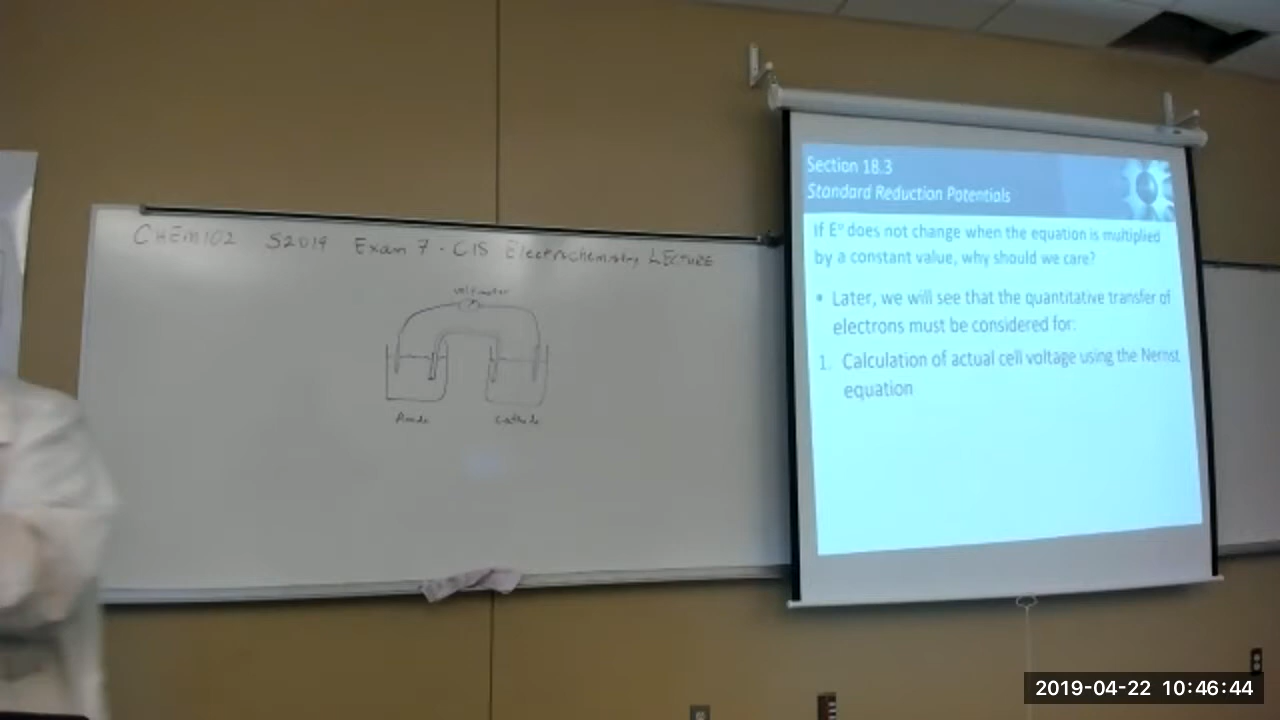 CHEM102 S2019 Exam 7 - C18 Electrochemistry LECTURE
voltmeter
Anode Cathode
Section 18.3
Standard Reduction Potentials
If E° does not change when the equation is multiplied
by a constant value, why should we care?
• Later, we will see that the quantitative transfer of
electrons must be considered for:
1. Calculation of actual cell voltage using the Nernst
equation
2019-04-22 10:46:44